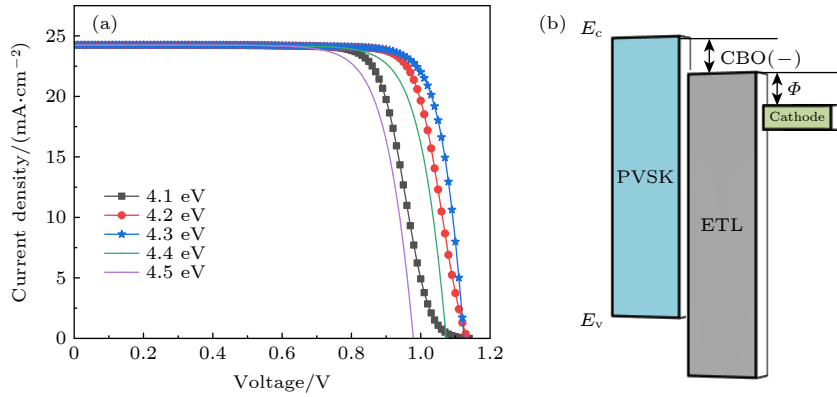 (a)
Current density/(mA·cm−2)
25
20
15
10
5
0
4.1 eV
4.2 eV
4.3 eV
4.4 eV
4.5 eV
0
0.2
0.4
0.6
0.8
1.0
1.2
Voltage/V
(b)
Ec
CBO(−)
Φ
Cathode
PVSK
ETL
Ev